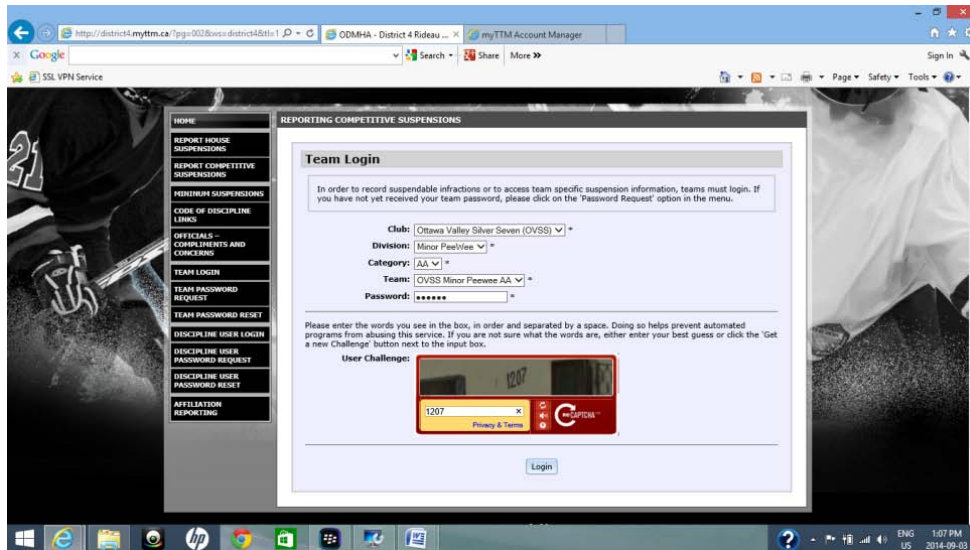 http://district4.myttm.ca/?pg=002&ws=district4&tl=1
ODMHA - District 4 Rideau ...
myTTM Account Manager
x Google
Search
Share
More »
Sign In
SSL VPN Service
Page
Safety
Tools
21
HOME
REPORT HOUSE
SUSPENSIONS
REPORT COMPETITIVE
SUSPENSIONS
MINIMUM SUSPENSIONS
CODE OF DISCIPLINE
LINKS
OFFICIALS –
COMPLIMENTS AND
CONCERNS
TEAM LOGIN
TEAM PASSWORD
REQUEST
TEAM PASSWORD RESET
DISCIPLINE USER LOGIN
DISCIPLINE USER
PASSWORD REQUEST
DISCIPLINE USER
PASSWORD RESET
AFFILIATION
REPORTING
REPORTING COMPETITIVE SUSPENSIONS
Team Login
In order to record suspendable infractions or to access team specific suspension information, teams must login. If
you have not yet received your team password, please click on the 'Password Request' option in the menu.
Club: Ottawa Valley Silver Seven (OVSS) *
Division: Minor PeeWee *
Category: AA *
Team: OVSS Minor Peewee AA *
Password: •••••• *
Please enter the words you see in the box, in order and separated by a space. Doing so helps prevent automated
programs from abusing this service. If you are not sure what the words are, either enter your best guess or click the 'Get
a new Challenge' button next to the input box.
User Challenge:
1207
1207 ×
Privacy & Terms
reCAPTCHA™
Login
hp
ENG
US
1:07 PM
2014-09-03